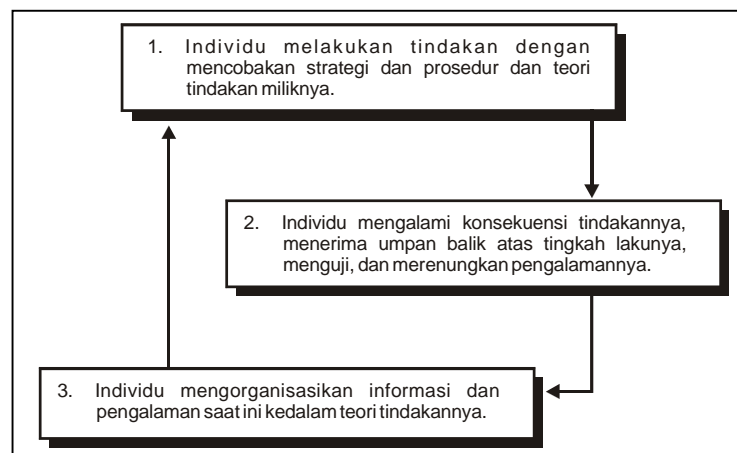 1. Individu melakukan tindakan dengan
mencobakan strategi dan prosedur dan teori
tindakan miliknya.
2. Individu mengalami konsekuensi tindakannya,
menerima umpan balik atas tingkah lakunya,
menguji, dan merenungkan pengalamannya.
3. Individu mengorganisasikan informasi dan
pengalaman saat ini kedalam teori tindakannya.